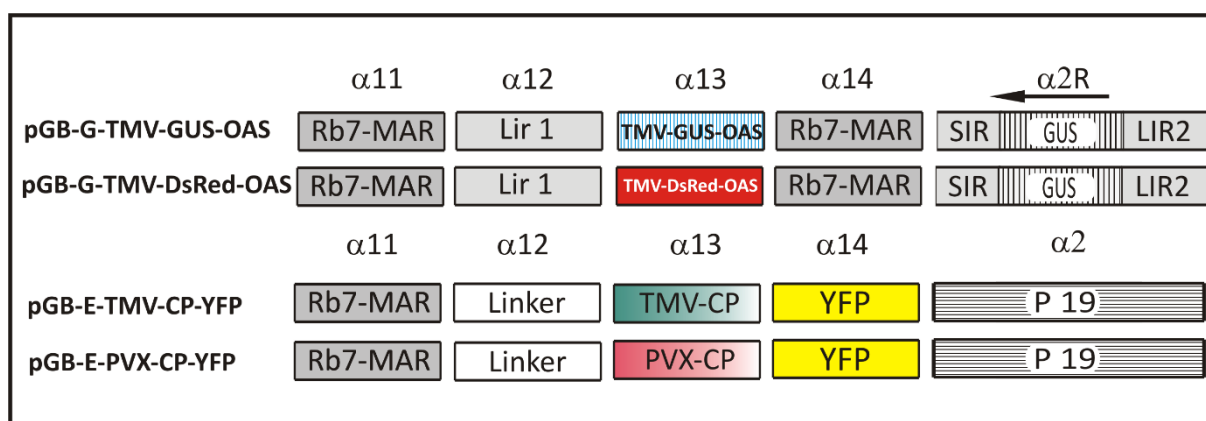 α11 α12 α13 α14 α2R
pGB-G-TMV-GUS-OAS Rb7-MAR Lir 1 TMV-GUS-OAS Rb7-MAR SIR GUS LIR2
pGB-G-TMV-DsRed-OAS Rb7-MAR Lir 1 TMV-DsRed-OAS Rb7-MAR SIR GUS LIR2
α11 α12 α13 α14 α2
pGB-E-TMV-CP-YFP Rb7-MAR Linker TMV-CP YFP P 19
pGB-E-PVX-CP-YFP Rb7-MAR Linker PVX-CP YFP P 19